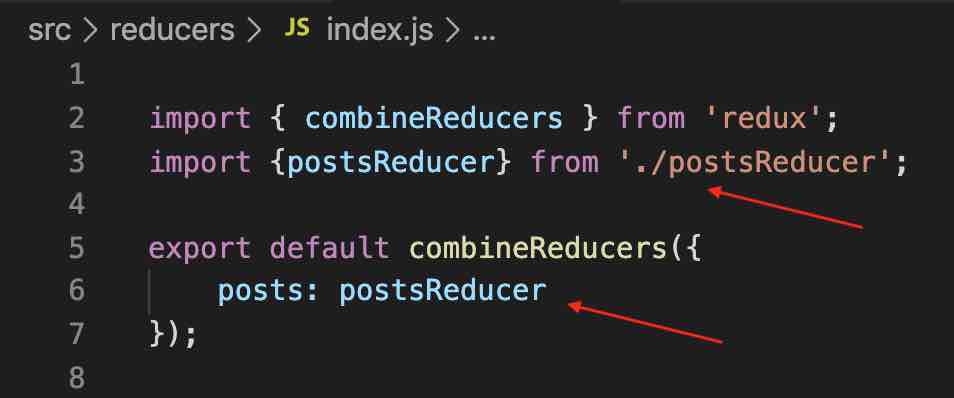 src > reducers > JS index.js > ...
1
2 import { combineReducers } from 'redux';
3 import {postsReducer} from './postsReducer';
4
5 export default combineReducers({
6     posts: postsReducer
7 });
8